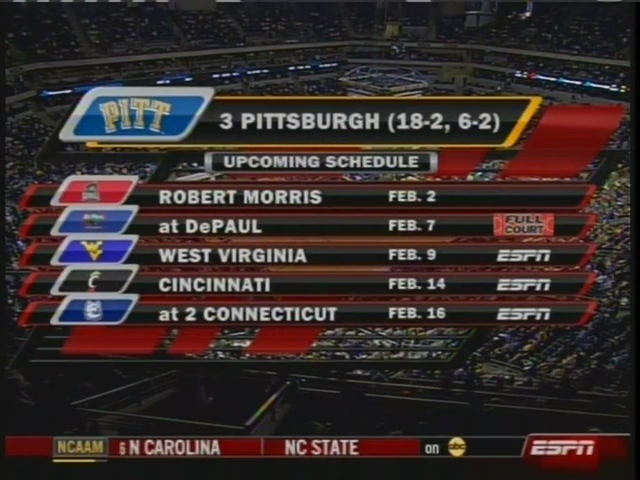 PITT 3 PITTSBURGH (18-2, 6-2)
UPCOMING SCHEDULE
ROBERT MORRIS FEB. 2
at DePAUL FEB. 7 FULL COURT
WEST VIRGINIA FEB. 9 ESPN
CINCINNATI FEB. 14 ESPN
at 2 CONNECTICUT FEB. 16 ESPN
NCAAM 6 N CAROLINA NC STATE on abc ESPN